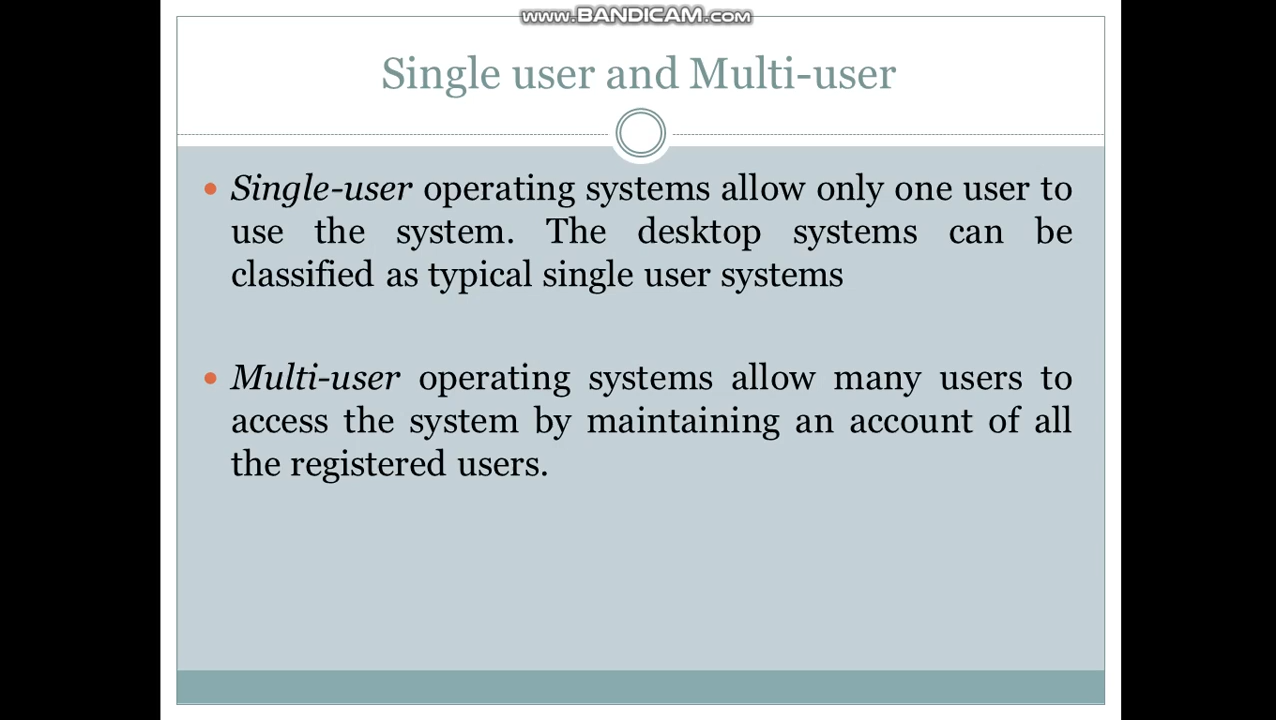 www.BANDICAM.com
Single user and Multi-user
• Single-user operating systems allow only one user to
use the system. The desktop systems can be
classified as typical single user systems
• Multi-user operating systems allow many users to
access the system by maintaining an account of all
the registered users.